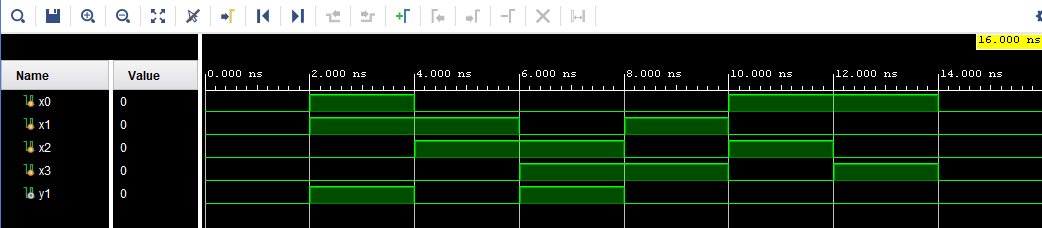 16.000 ns
Name Value 0.000 ns 2.000 ns 4.000 ns 6.000 ns 8.000 ns 10.000 ns 12.000 ns 14.000 ns
x0 0
x1 0
x2 0
x3 0
y1 0